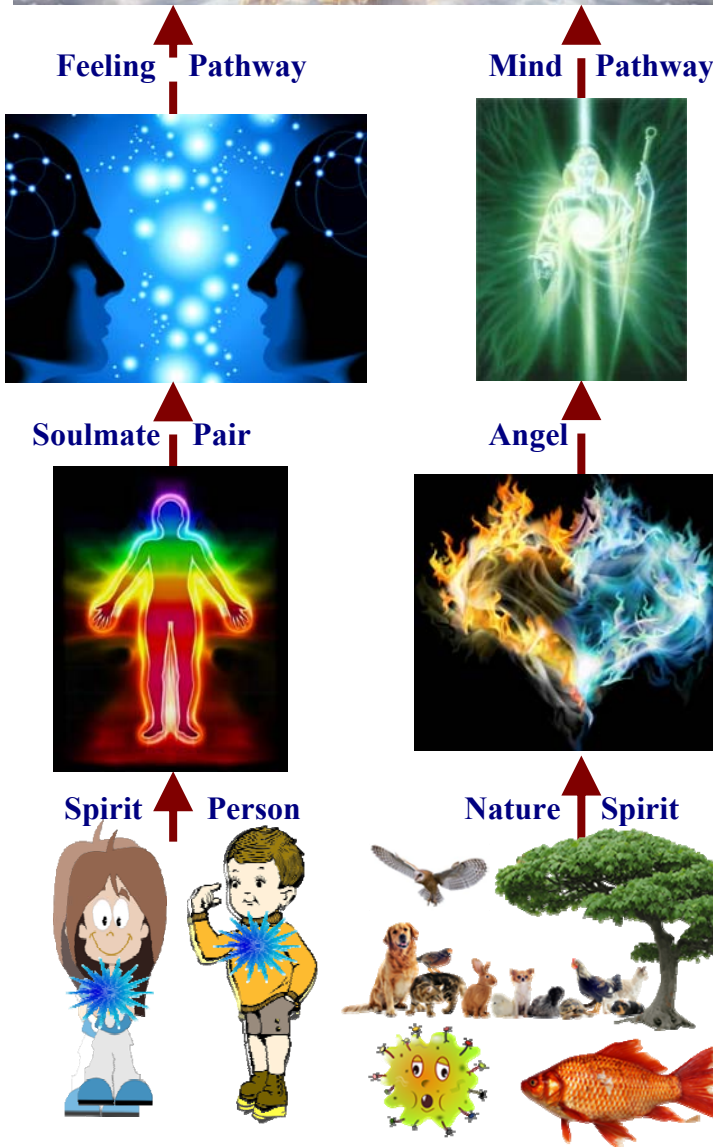 Feeling Pathway
Mind Pathway
Soulmate Pair
Angel
Spirit Person
Nature Spirit